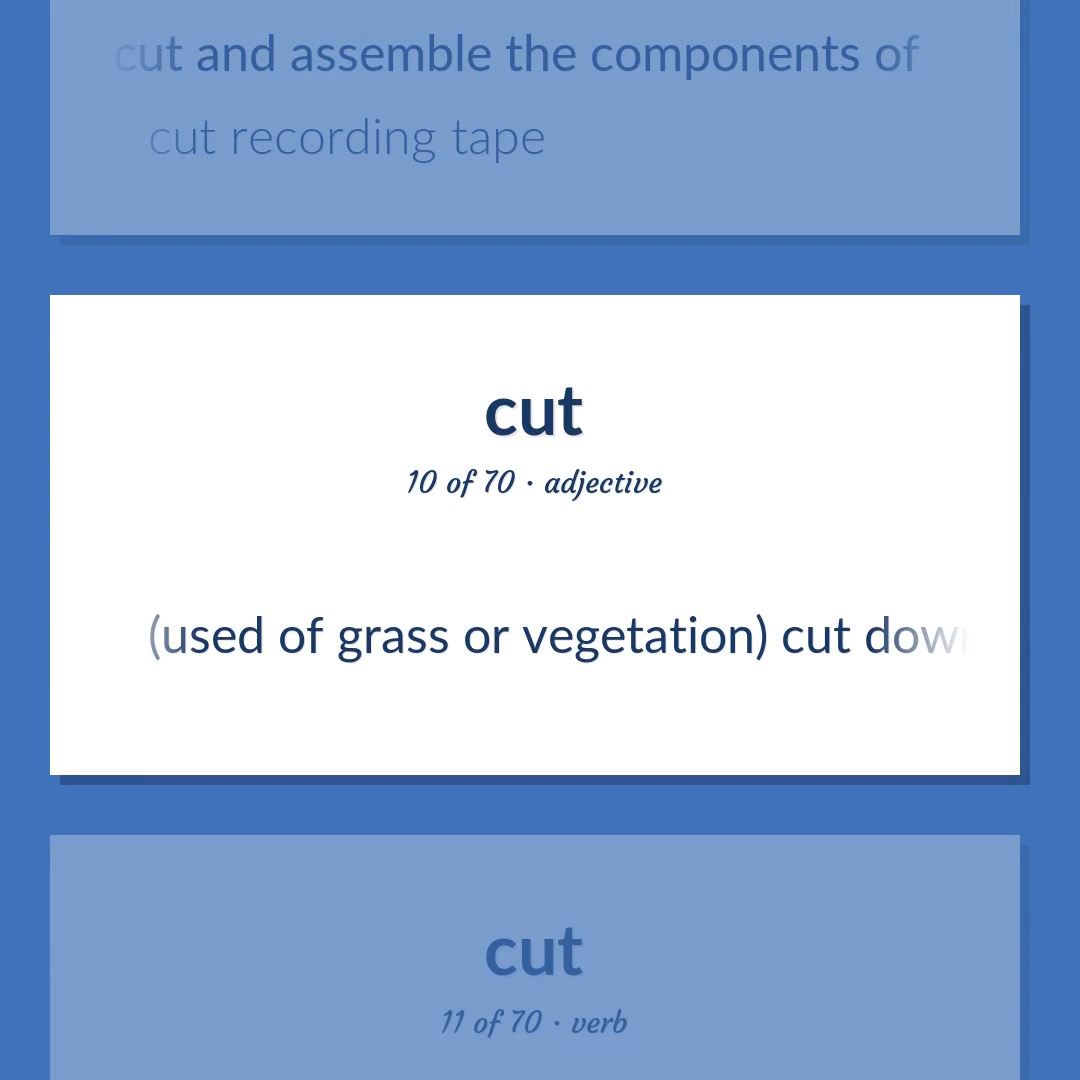 cut and assemble the components of
cut recording tape
cut
10 of 70 · adjective
(used of grass or vegetation) cut down
cut
11 of 70 · verb